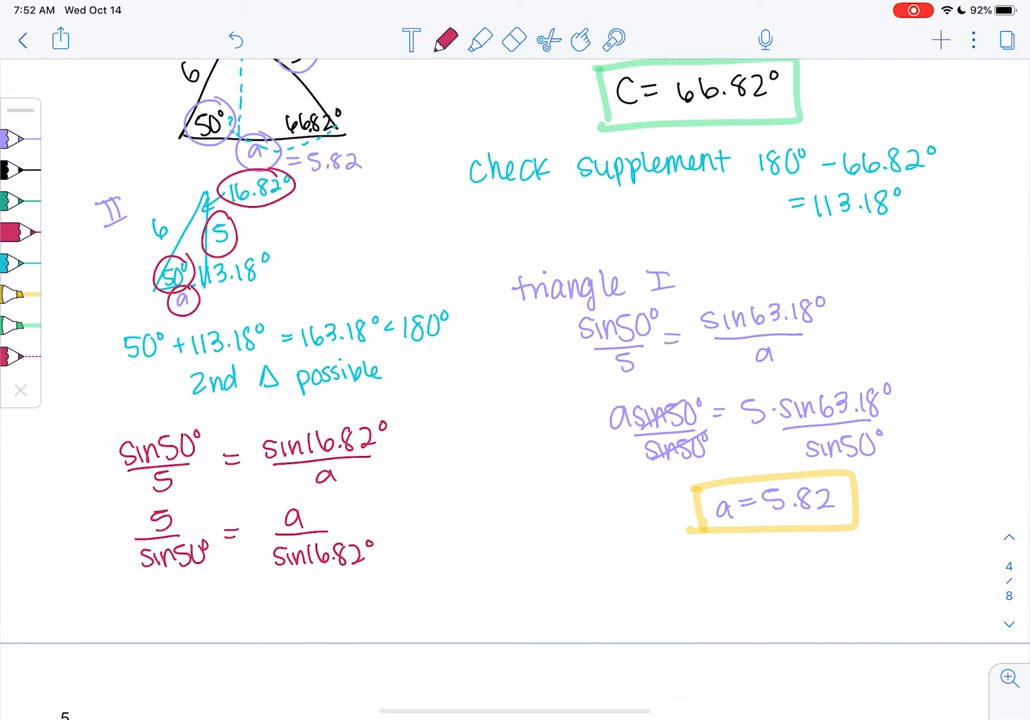 7:52 AM Wed Oct 14
92%
T
6
50°
66.82°
a = 5.82
C = 66.82°
check supplement 180° - 66.82°
= 113.18°
II
16.82°
6
5
50°
113.18°
a
50° + 113.18° = 163.18° < 180°
2nd Δ possible
sin50°/5 = sin16.82°/a
5/sin50° = a/sin16.82°
triangle I
sin50°/5 = sin63.18°/a
asin50°/sin50° = 5·sin63.18°/sin50°
a = 5.82
4
/
8